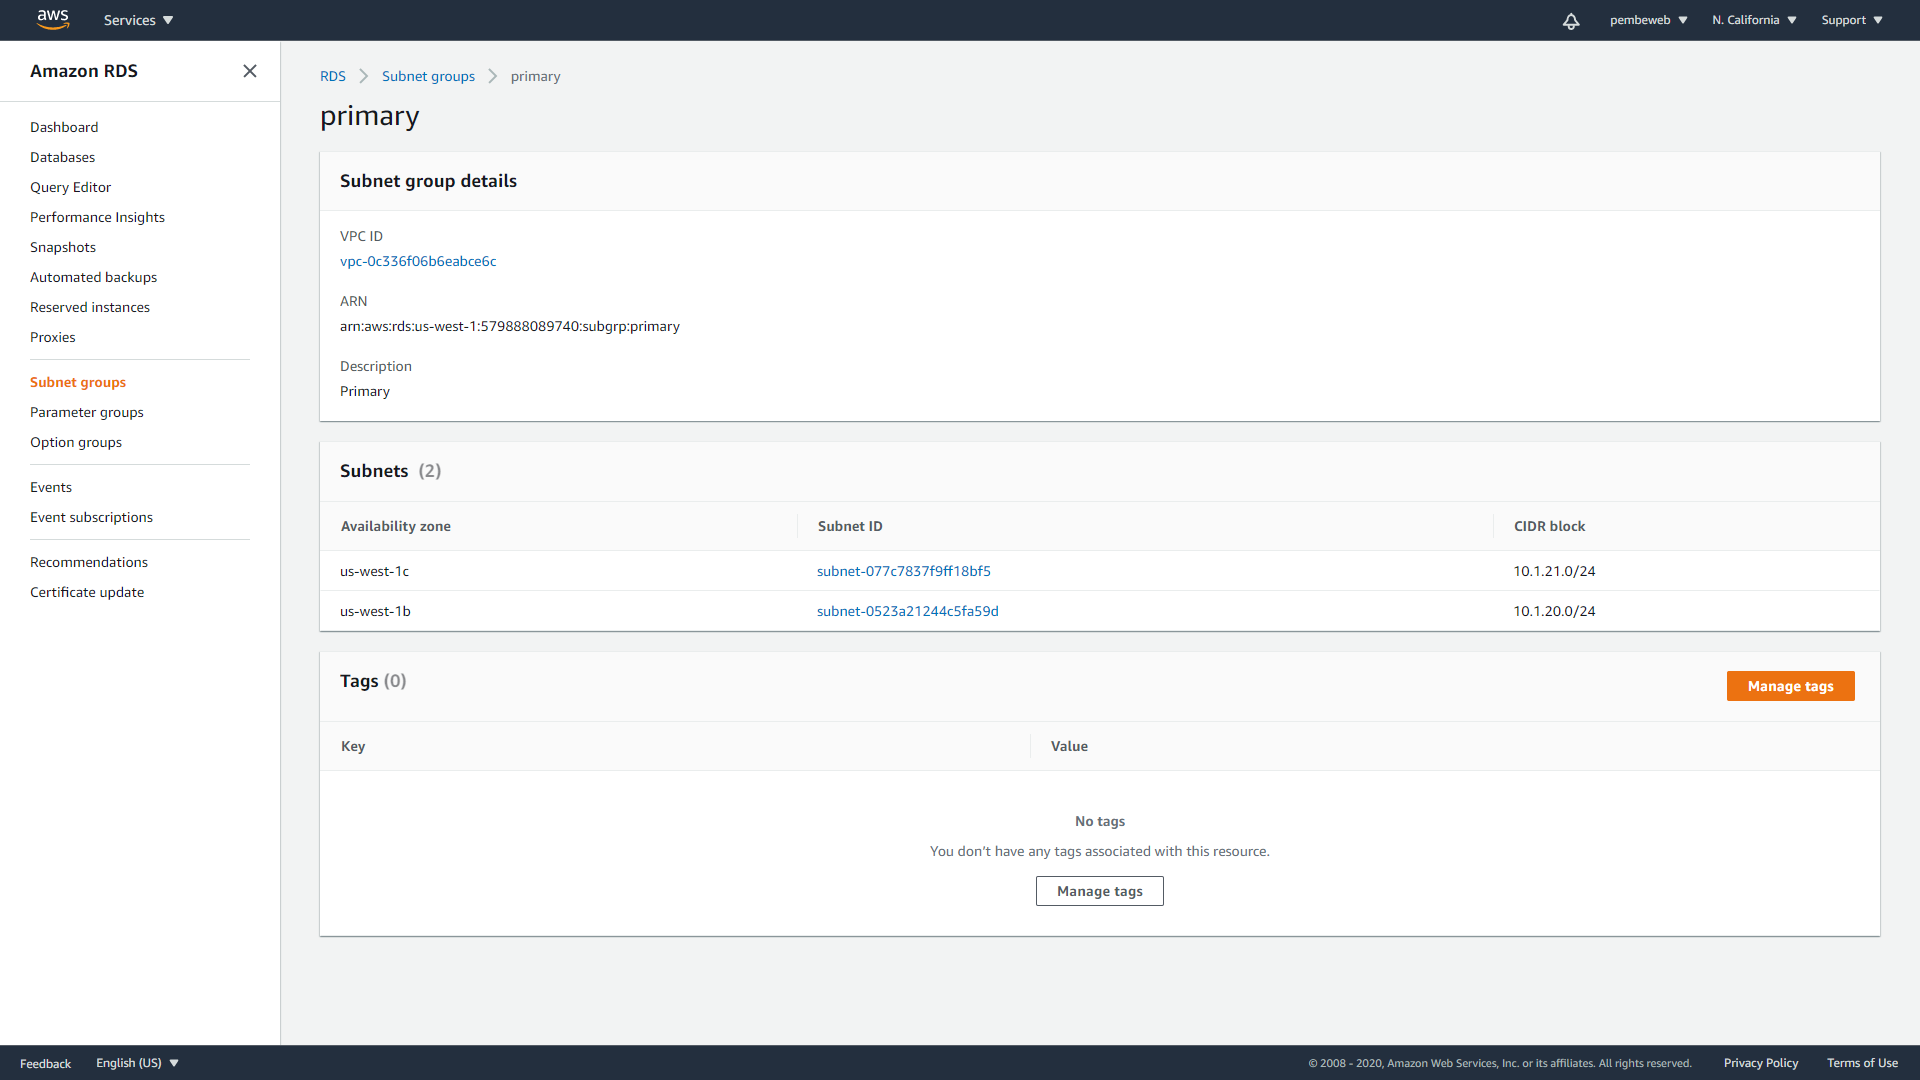 aws Services pembeweb N. California Support
Amazon RDS
Dashboard
Databases
Query Editor
Performance Insights
Snapshots
Automated backups
Reserved instances
Proxies
Subnet groups
Parameter groups
Option groups
Events
Event subscriptions
Recommendations
Certificate update
RDS Subnet groups primary
primary
Subnet group details
VPC ID
vpc-0c336f06b6eabce6c
ARN
arn:aws:rds:us-west-1:579888089740:subgrp:primary
Description
Primary
Subnets (2)
Availability zone Subnet ID CIDR block
us-west-1c subnet-077c7837f9ff18bf5 10.1.21.0/24
us-west-1b subnet-0523a21244c5fa59d 10.1.20.0/24
Tags (0) Manage tags
Key Value
No tags
You don’t have any tags associated with this resource.
Manage tags
Feedback English (US) © 2008 - 2020, Amazon Web Services, Inc. or its affiliates. All rights reserved. Privacy Policy Terms of Use